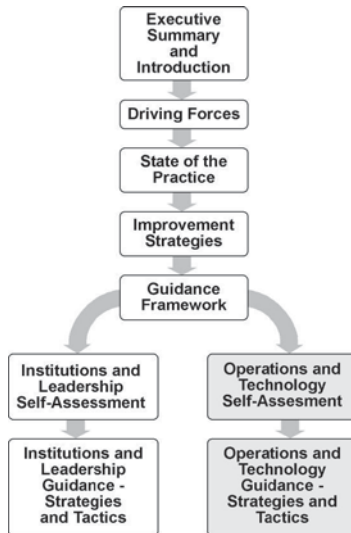 Executive
Summary
and
Introduction
Driving Forces
State of the
Practice
Improvement
Strategies
Guidance
Framework
Institutions and
Leadership
Self-Assessment
Operations and
Technology
Self-Assesment
Institutions and
Leadership
Guidance -
Strategies
and Tactics
Operations and
Technology
Guidance -
Strategies and
Tactics